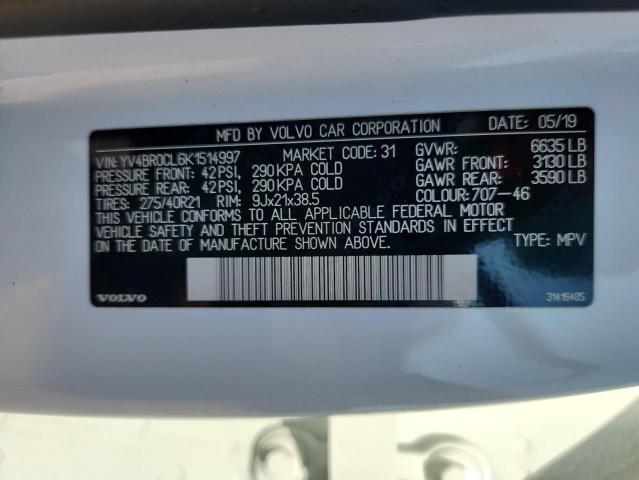 MFD BY VOLVO CAR CORPORATION DATE: 05/19
VIN: YV4BR0CL6K1514997 MARKET CODE: 31 GVWR: 6635 LB
PRESSURE FRONT: 42 PSI, 290 KPA COLD GAWR FRONT: 3130 LB
PRESSURE REAR: 42 PSI, 290 KPA COLD GAWR REAR: 3590 LB
TIRES: 275/40R21 RIM: 9Jx21x38.5 COLOUR: 707-46
THIS VEHICLE CONFORMS TO ALL APPLICABLE FEDERAL MOTOR
VEHICLE SAFETY AND THEFT PREVENTION STANDARDS IN EFFECT
ON THE DATE OF MANUFACTURE SHOWN ABOVE. TYPE: MPV
VOLVO 31416405